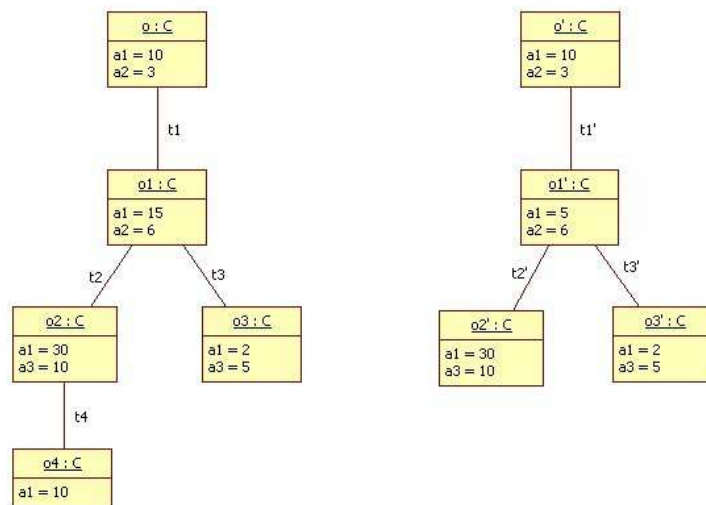 o : C
a1 = 10
a2 = 3
t1
o1 : C
a1 = 15
a2 = 6
t2
t3
o2 : C
a1 = 30
a3 = 10
o3 : C
a1 = 2
a3 = 5
t4
o4 : C
a1 = 10
o' : C
a1 = 10
a2 = 3
t1'
o1' : C
a1 = 5
a2 = 6
t2'
t3'
o2' : C
a1 = 30
a3 = 10
o3' : C
a1 = 2
a3 = 5